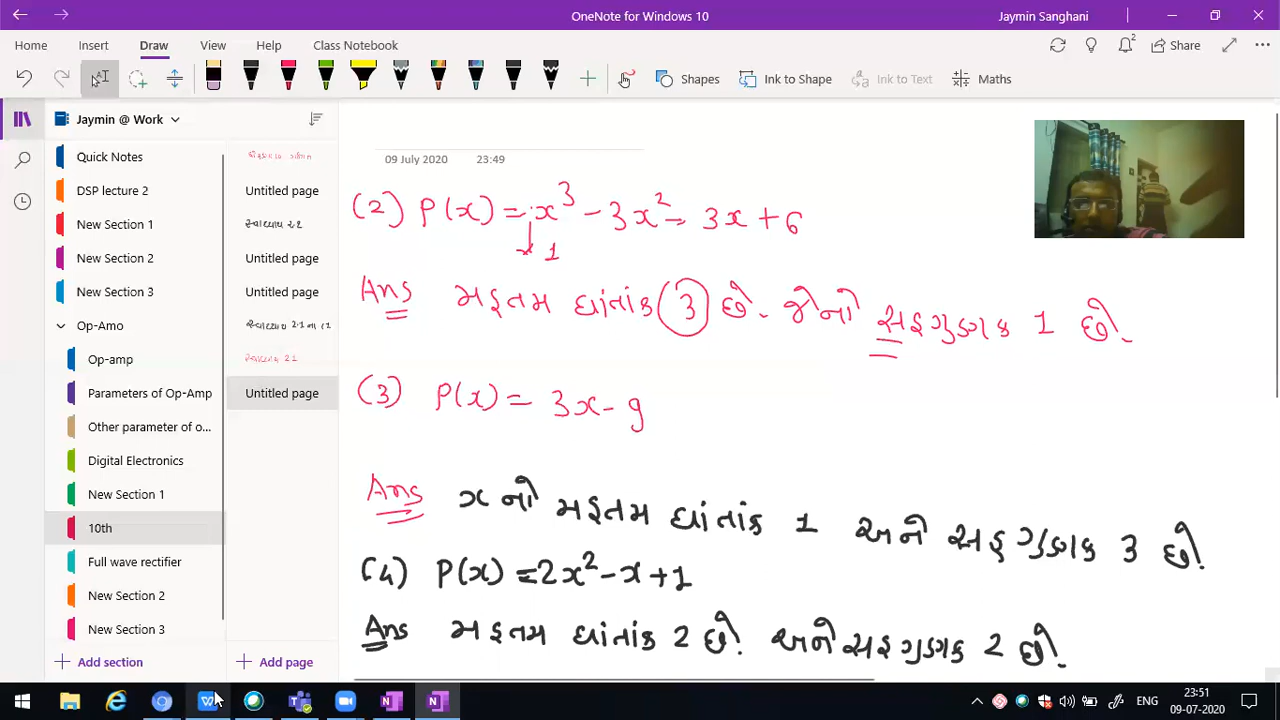 OneNote for Windows 10
Jaymin Sanghani
Home Insert Draw View Help Class Notebook
Share
Shapes Ink to Shape Ink to Text Maths
Jaymin @ Work
Quick Notes
DSP lecture 2
New Section 1
New Section 2
New Section 3
Op-Amo
Op-amp
Parameters of Op-Amp
Other parameter of o...
Digital Electronics
New Section 1
10th
Full wave rectifier
New Section 2
New Section 3
Add section
Untitled page
સ્વાધ્યાય ૨.૨
Untitled page
Untitled page
Untitled page
Add page
09 July 2020 23:49
(2) P(x) = x³ - 3x² - 3x + 6
1
Ans મહતમ ઘાતાંક 3 છે. જેનો સહગુણક 1 છે.
(3) P(x) = 3x - 9
Ans x નો મહતમ ઘાતાંક 1 અને સહગુણક 3 છે.
(4) P(x) = 2x² - x + 1
Ans મહતમ ઘાતાંક 2 છે. અને સહગુણક 2 છે.
ENG
23:51
09-07-2020